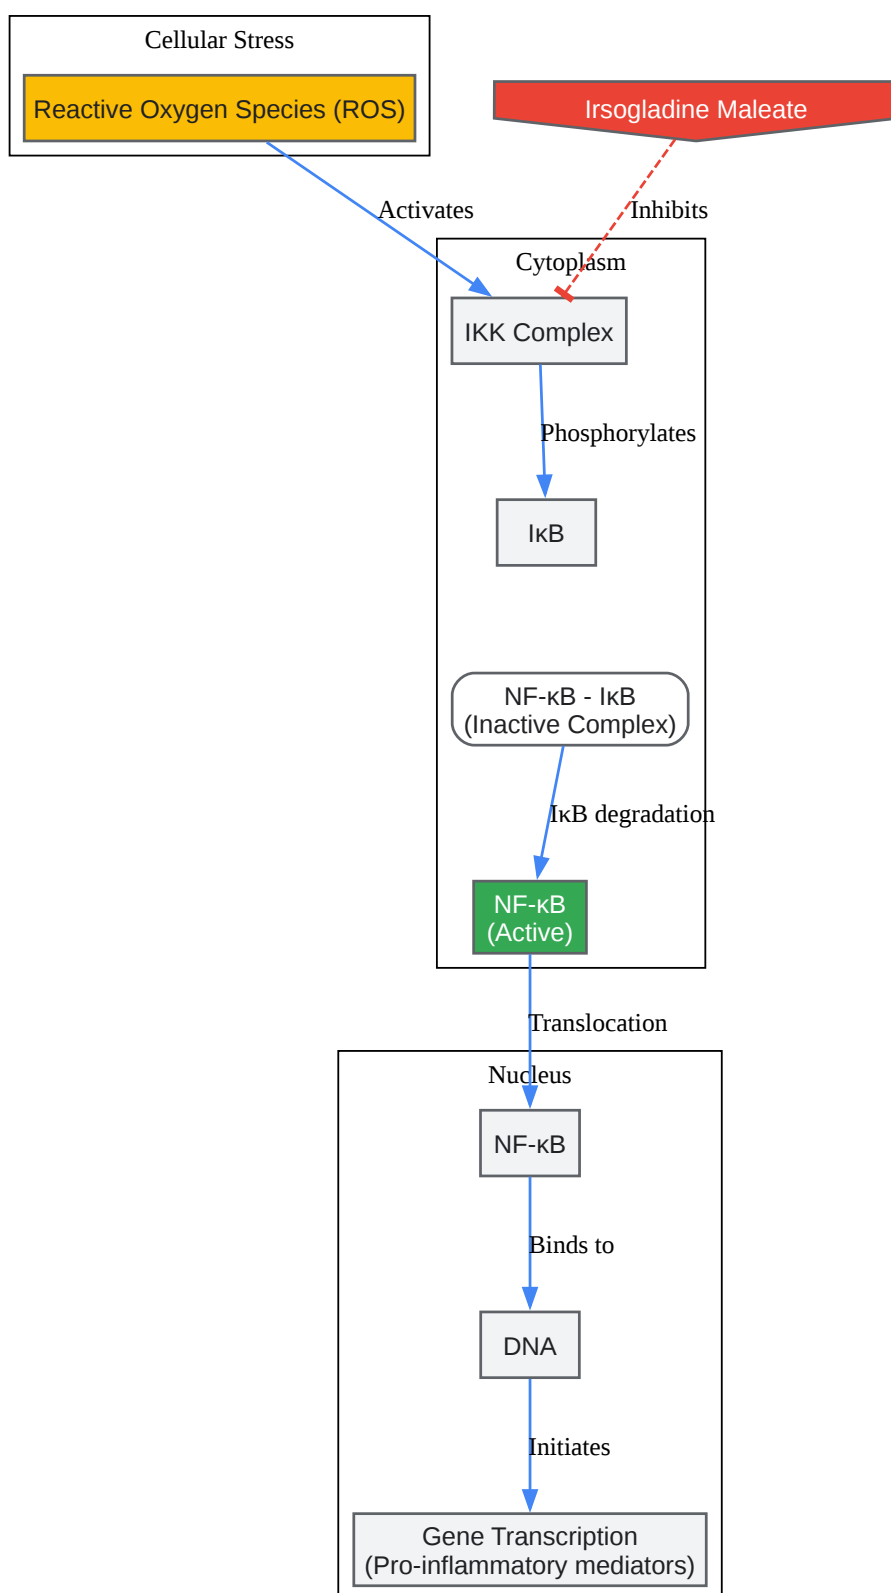 Cellular Stress
Reactive Oxygen Species (ROS)
Irsogladine Maleate
Activates
Inhibits
Cytoplasm
IKK Complex
Phosphorylates
IκB
NF-κB - IκB
(Inactive Complex)
IκB degradation
NF-κB
(Active)
Translocation
Nucleus
NF-κB
Binds to
DNA
Initiates
Gene Transcription
(Pro-inflammatory mediators)